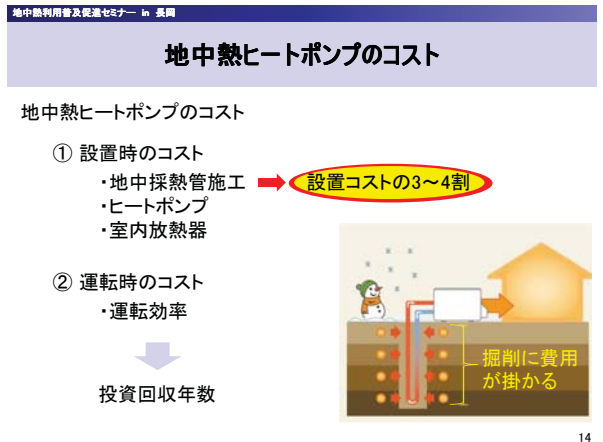 地中熱利用普及促進セミナー in 長岡
地中熱ヒートポンプのコスト
地中熱ヒートポンプのコスト
① 設置時のコスト
・地中採熱管施工
設置コストの3～4割
・ヒートポンプ
・室内放熱器
② 運転時のコスト
・運転効率
投資回収年数
掘削に費用
が掛かる
14